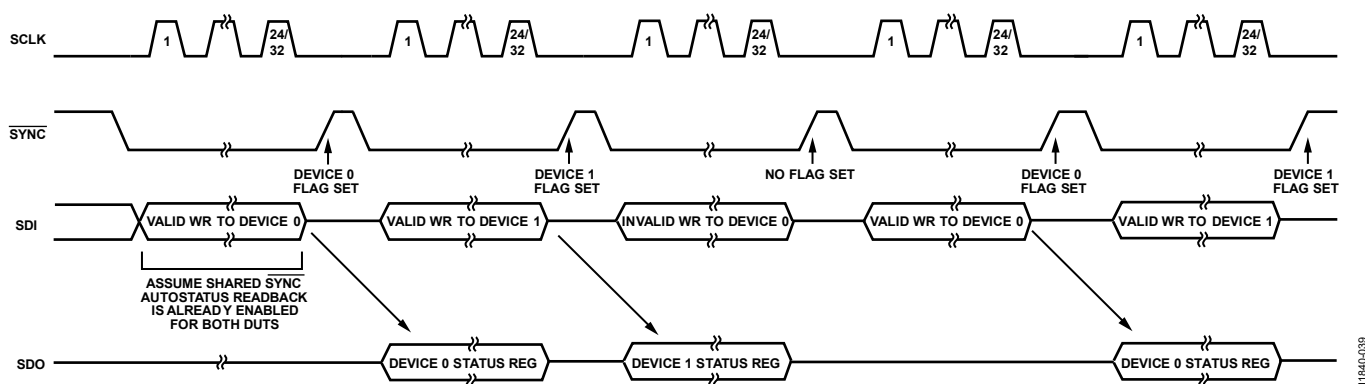 SCLK
1
24/
32
1
24/
32
1
24/
32
1
24/
32
1
24/
32
SYNC
DEVICE 0
FLAG SET
DEVICE 1
FLAG SET
NO FLAG SET
DEVICE 0
FLAG SET
DEVICE 1
FLAG SET
SDI
VALID WR TO DEVICE 0
VALID WR TO DEVICE 1
INVALID WR TO DEVICE 0
VALID WR TO DEVICE 0
VALID WR TO DEVICE 1
ASSUME SHARED SYNC
AUTOSTATUS READBACK
IS ALREADY ENABLED
FOR BOTH DUTS
SDO
DEVICE 0 STATUS REG
DEVICE 1 STATUS REG
DEVICE 0 STATUS REG